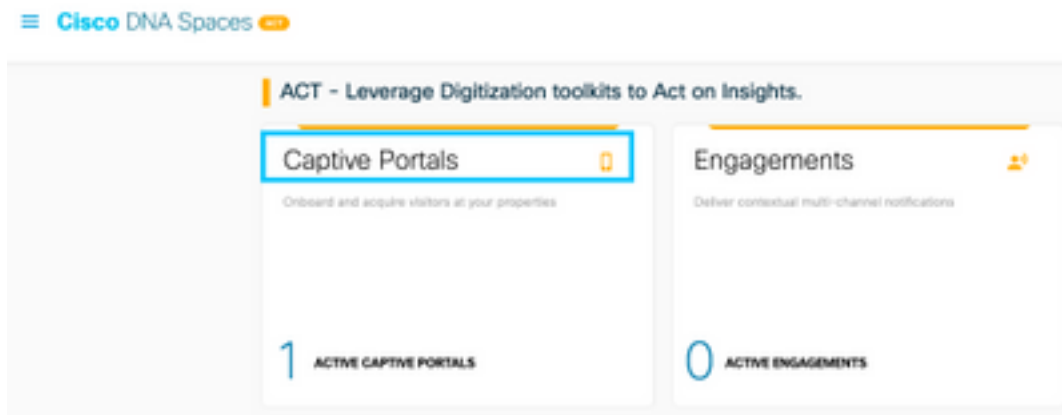 Cisco DNA Spaces ACT
ACT - Leverage Digitization toolkits to Act on Insights.
Captive Portals
Onboard and acquire visitors at your properties
1 ACTIVE CAPTIVE PORTALS
Engagements
Deliver contextual multi-channel notifications
0 ACTIVE ENGAGEMENTS